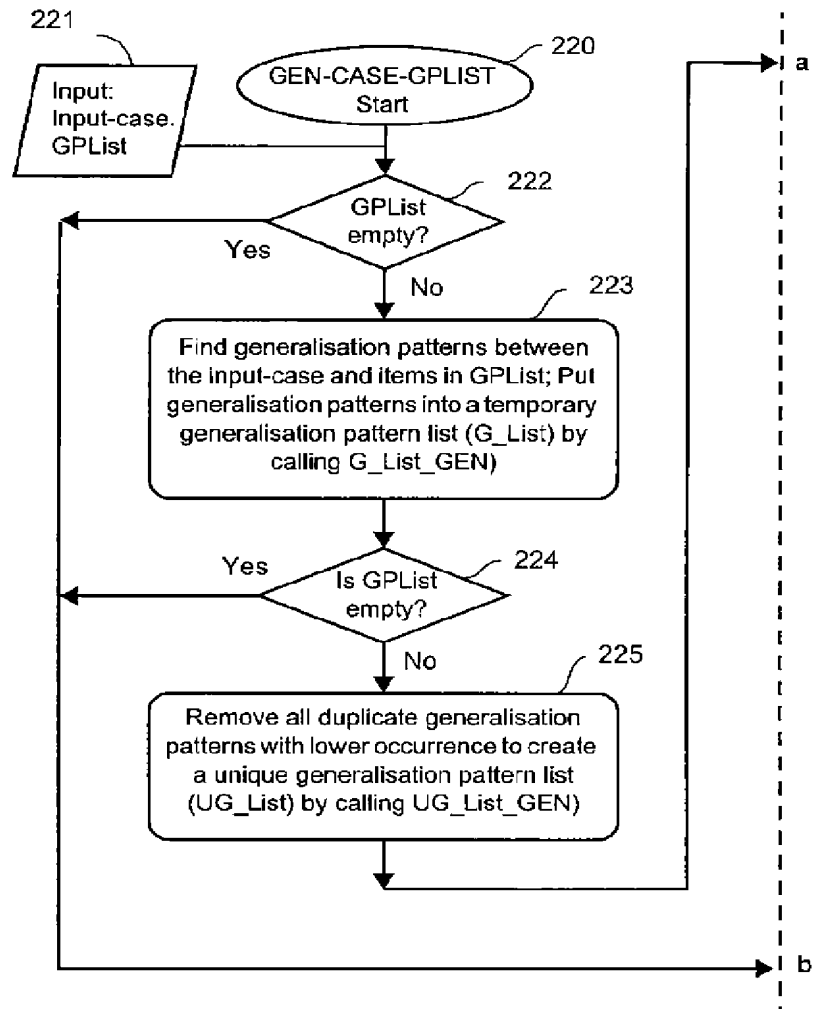 221
220
GEN-CASE-GPLIST
Start
a
Input:
Input-case.
GPList
222
GPList
empty?
Yes
No
223
Find generalisation patterns between
the input-case and items in GPList; Put
generalisation patterns into a temporary
generalisation pattern list (G_List) by
calling G_List_GEN)
224
Yes
Is GPList
empty?
No
225
Remove all duplicate generalisation
patterns with lower occurrence to create
a unique generalisation pattern list
(UG_List) by calling UG_List_GEN)
b